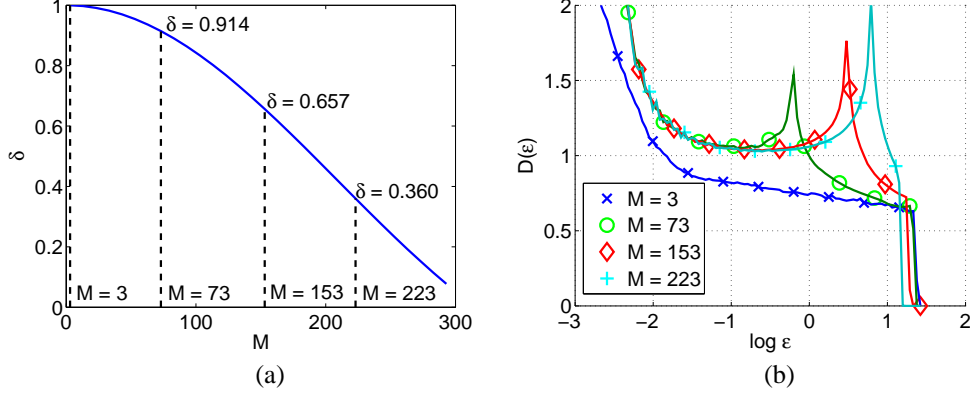 1
0.8
0.6
0.4
0.2
0
δ
δ = 0.914
δ = 0.657
δ = 0.360
M = 3
M = 73
M = 153
M = 223
0
100
200
300
M
(a)
2
1.5
1
0.5
0
D(ε)
M = 3
M = 73
M = 153
M = 223
−3
−2
−1
0
1
2
log ε
(b)